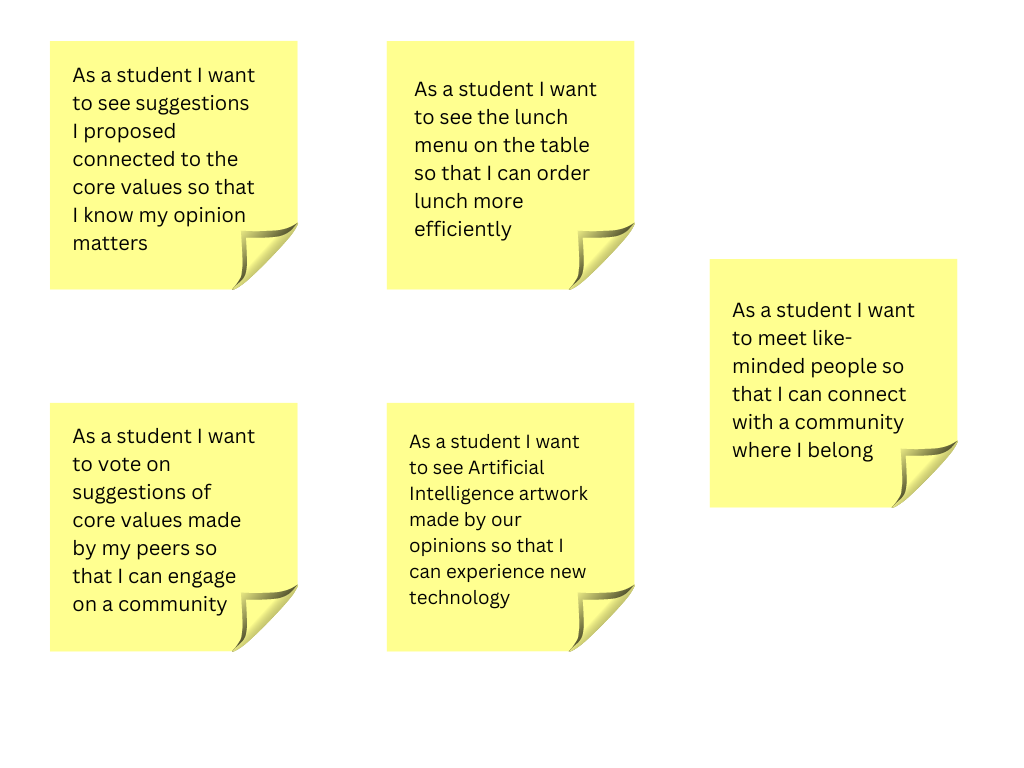 As a student I want
to see suggestions
I proposed
connected to the
core values so that
I know my opinion
matters
As a student I want
to see the lunch
menu on the table
so that I can order
lunch more
efficiently
As a student I want
to meet like-
minded people so
that I can connect
with a community
where I belong
As a student I want
to vote on
suggestions of
core values made
by my peers so
that I can engage
on a community
As a student I want
to see Artificial
Intelligence artwork
made by our
opinions so that I
can experience new
technology